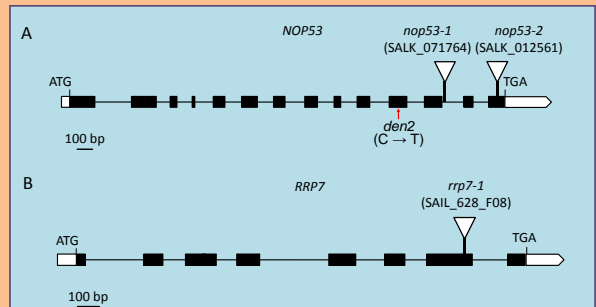 A
NOP53
nop53-1
(SALK_071764)
nop53-2
(SALK_012561)
ATG
TGA
100 bp
den2
(C → T)
B
RRP7
rrp7-1
(SAIL_628_F08)
ATG
TGA
100 bp